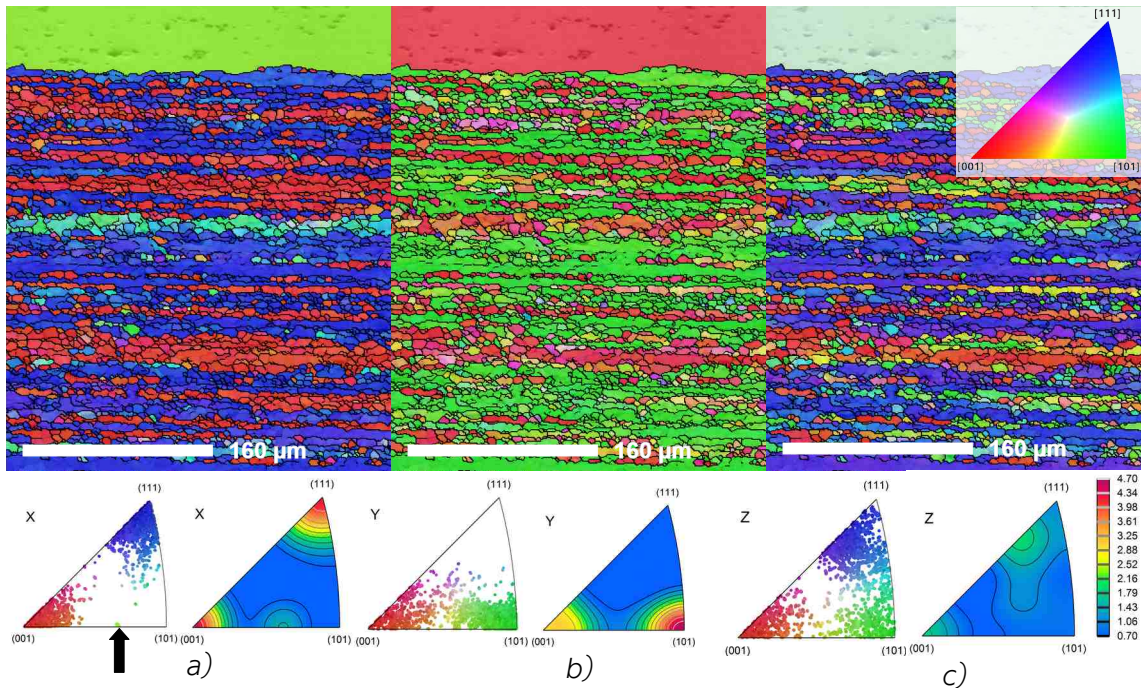 [111]
[001] [101]
160 µm 160 µm 160 µm
(111) (111) (111) (111) (111) (111)
X X Y Y Z Z
4.70
4.34
3.98
3.61
3.25
2.88
2.52
2.16
1.79
1.43
1.06
0.70
(001) (101) (001) (101) (001) (101) (001) (101) (001) (101) (001) (101)
a) b) c)